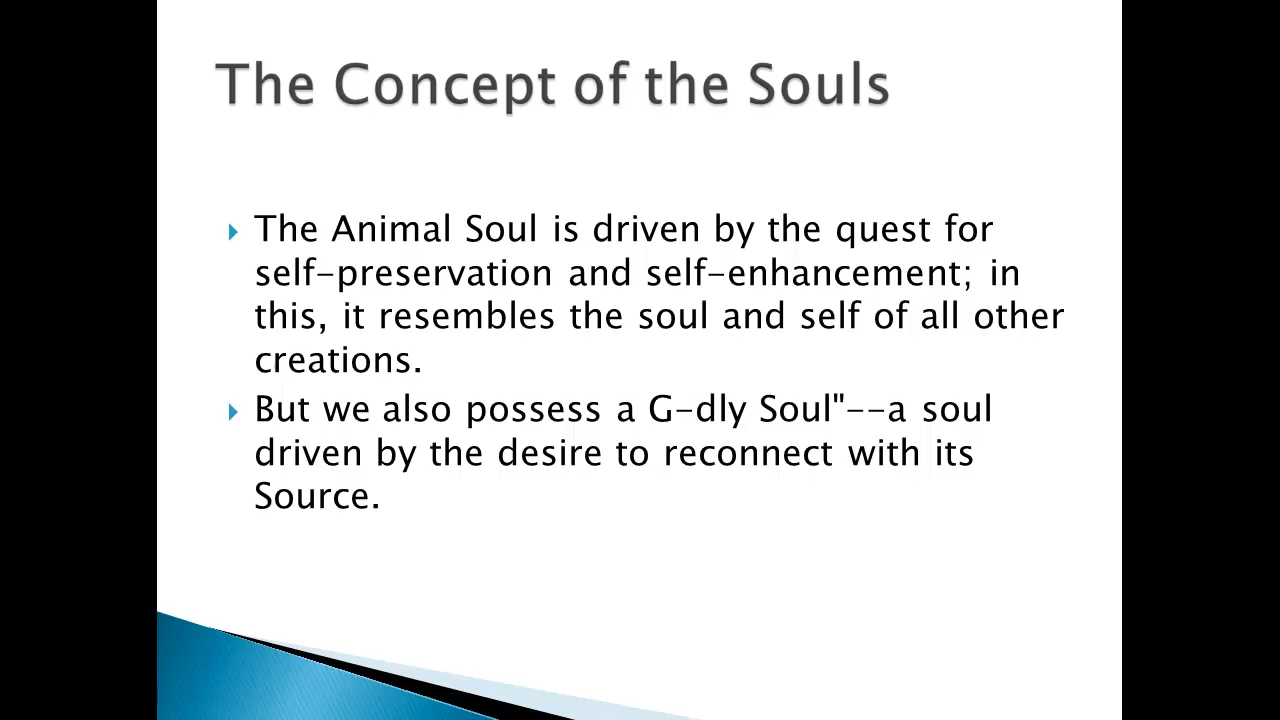 The Concept of the Souls
The Animal Soul is driven by the quest for
self-preservation and self-enhancement; in
this, it resembles the soul and self of all other
creations.
But we also possess a G-dly Soul"--a soul
driven by the desire to reconnect with its
Source.